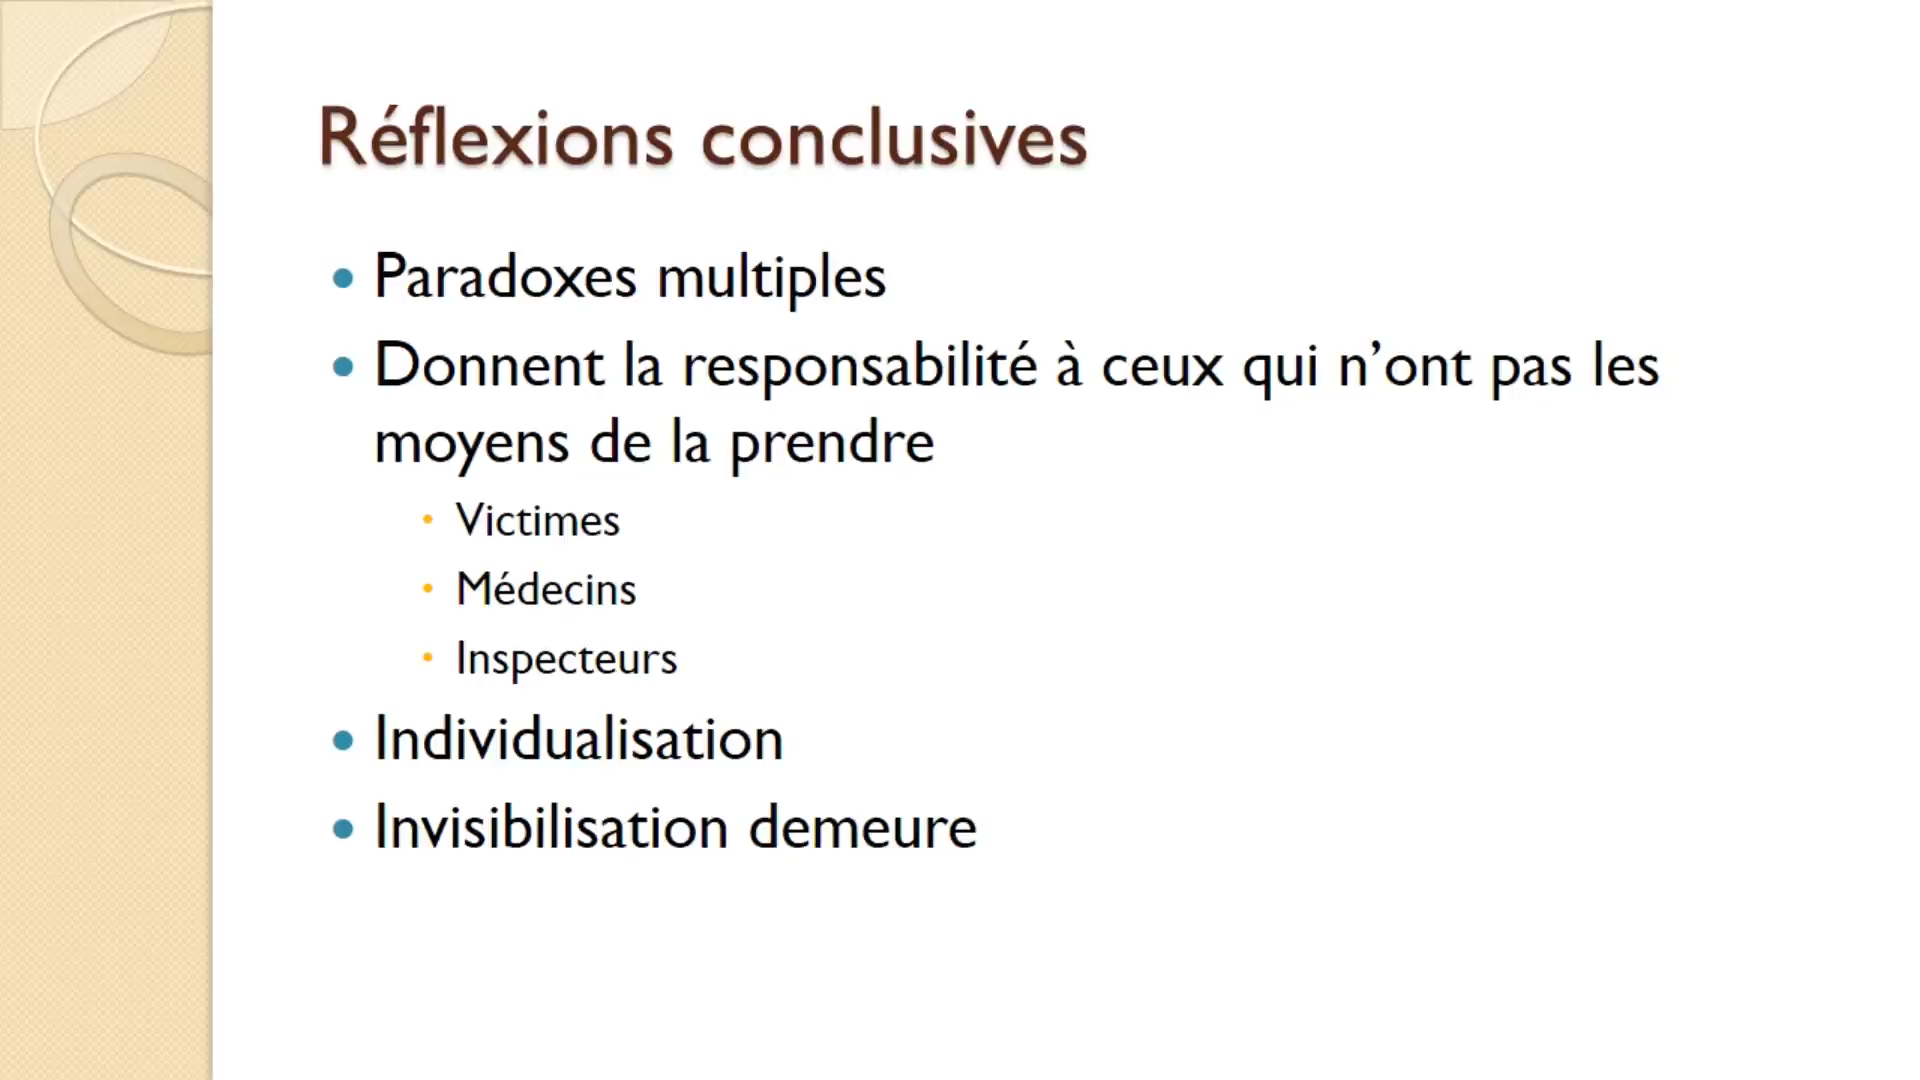 Réflexions conclusives
• Paradoxes multiples
• Donnent la responsabilité à ceux qui n’ont pas les
moyens de la prendre
• Victimes
• Médecins
• Inspecteurs
• Individualisation
• Invisibilisation demeure